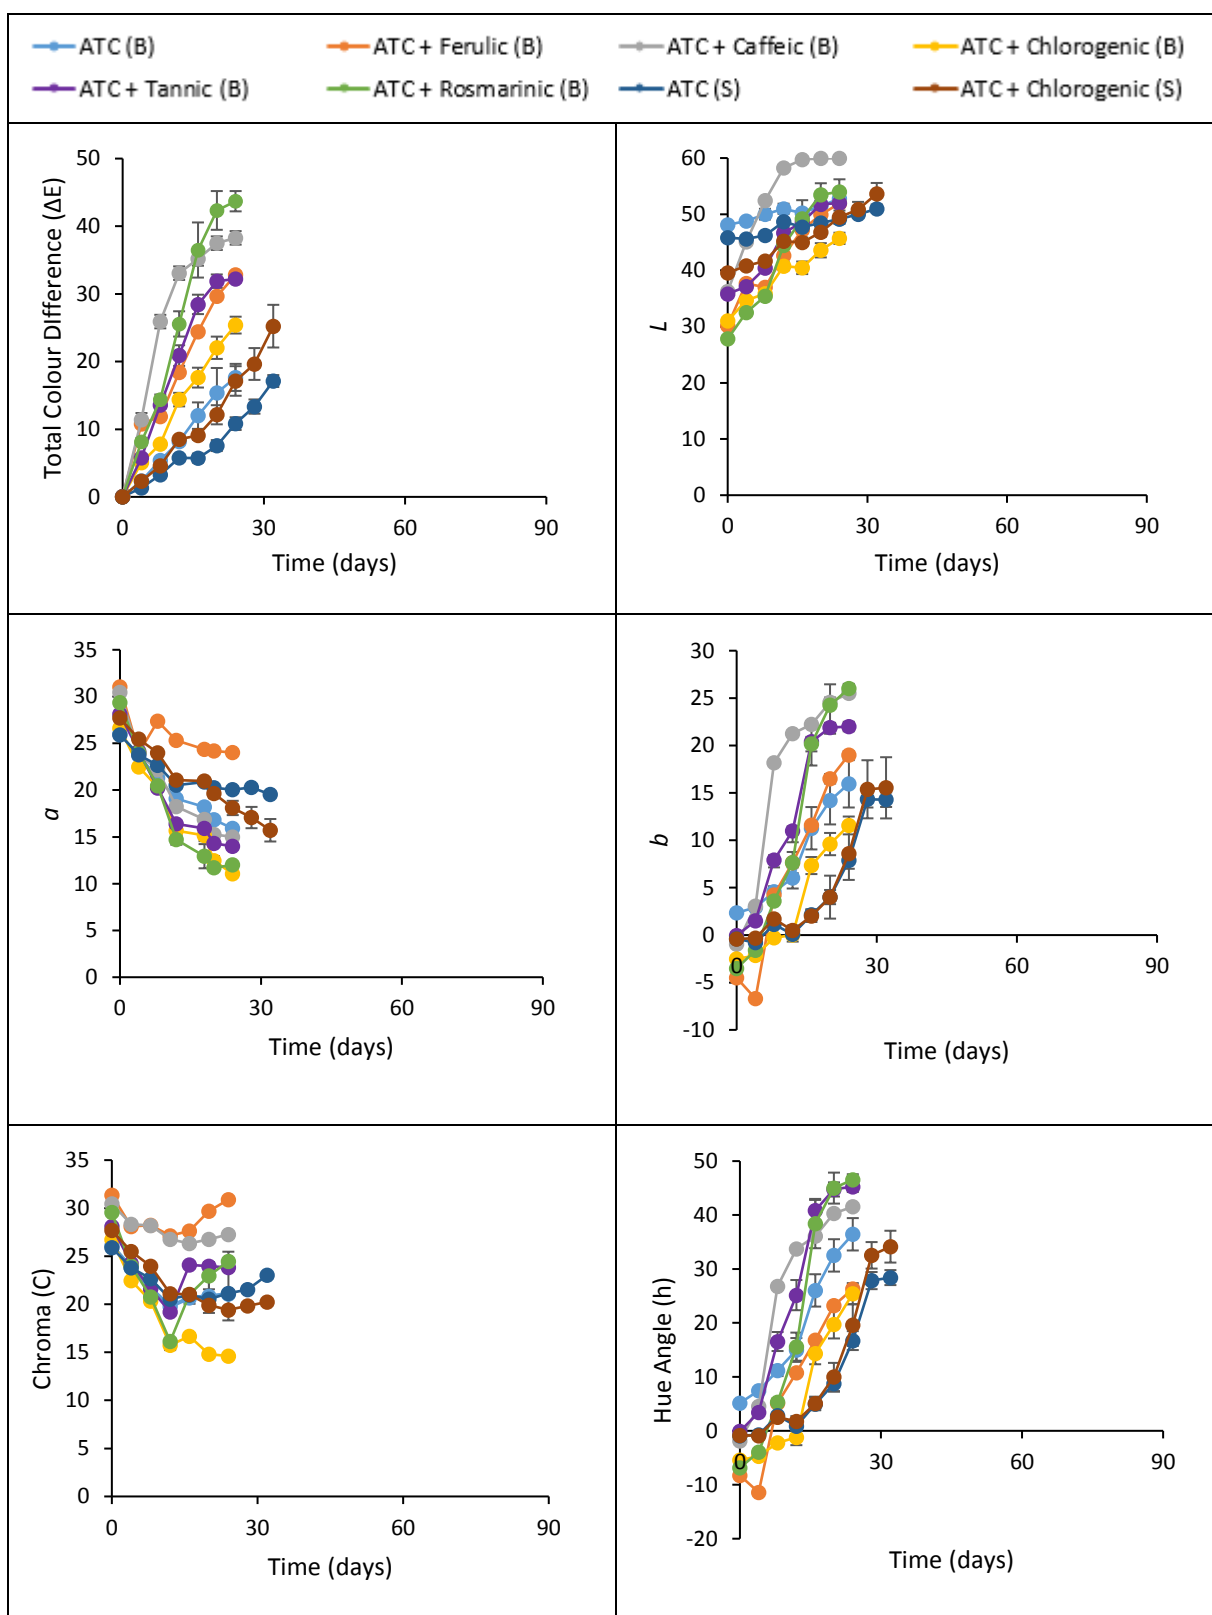 ATC (B) ATC + Ferulic (B) ATC + Caffeic (B) ATC + Chlorogenic (B)
ATC + Tannic (B) ATC + Rosmarinic (B) ATC (S) ATC + Chlorogenic (S)
Total Colour DIfference (ΔE)
50
40
30
20
10
0
0 30 60 90
Time (days)
L
60
50
40
30
20
10
0
0 30 60 90
Time (days)
a
35
30
25
20
15
10
5
0
0 30 60 90
Time (days)
b
30
25
20
15
10
5
0
-5
-10
0 30 60 90
Time (days)
Chroma (C)
35
30
25
20
15
10
5
0
0 30 60 90
Time (days)
Hue Angle (h)
50
40
30
20
10
0
-10
-20
0 30 60 90
Time (days)